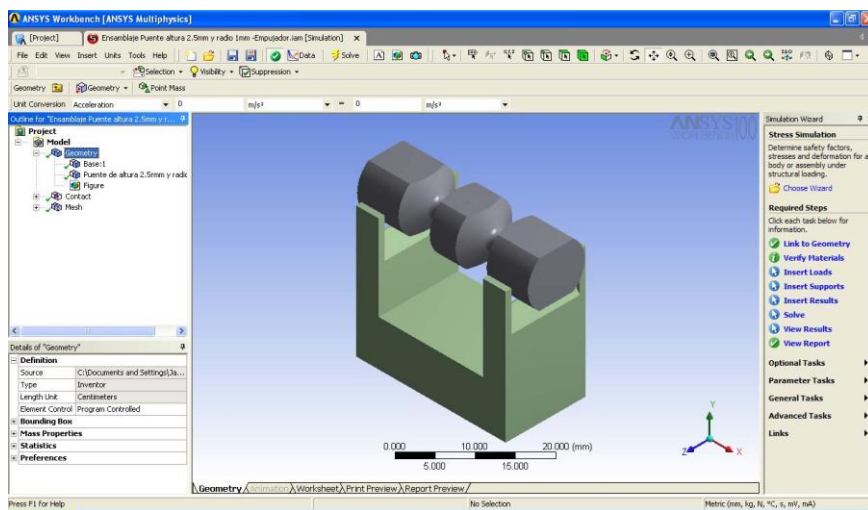 ANSYS Workbench [ANSYS Multiphysics]
[Project]
Ensamblaje Puente altura 2.5mm y radio 1mm -Empujador.iam [Simulation] X
File Edit View Insert Units Tools Help
Data
Solve
Selection
Visibility
Suppression
Geometry
Geometry
Point Mass
Unit Conversion Acceleration 0 m/s² = 0 m/s²
Outline for "Ensamblaje Puente altura 2.5mm y r...
Project
Model
Geometry
Base:1
Puente de altura 2.5mm y radi
Figure
Contact
Mesh
Details of "Geometry"
Definition
Source C:\Documents and Settings\Ja...
Type Inventor
Length Unit Centimeters
Element Control Program Controlled
Bounding Box
Mass Properties
Statistics
Preferences
ANSYS 10.0
WORKBENCH
0.000 10.000 20.000 (mm)
5.000 15.000
Y
Z
X
Geometry Animation Worksheet Print Preview Report Preview
Simulation Wizard
Stress Simulation
Determine safety factors,
stresses and deformation for a
body or assembly under
structural loading.
Choose Wizard
Required Steps
Click each task below for
information.
Link to Geometry
Verify Materials
Insert Loads
Insert Supports
Insert Results
Solve
View Results
View Report
Optional Tasks
Parameter Tasks
General Tasks
Advanced Tasks
Links
Press F1 for Help
No Selection
Metric (mm, kg, N, °C, s, mV, mA)